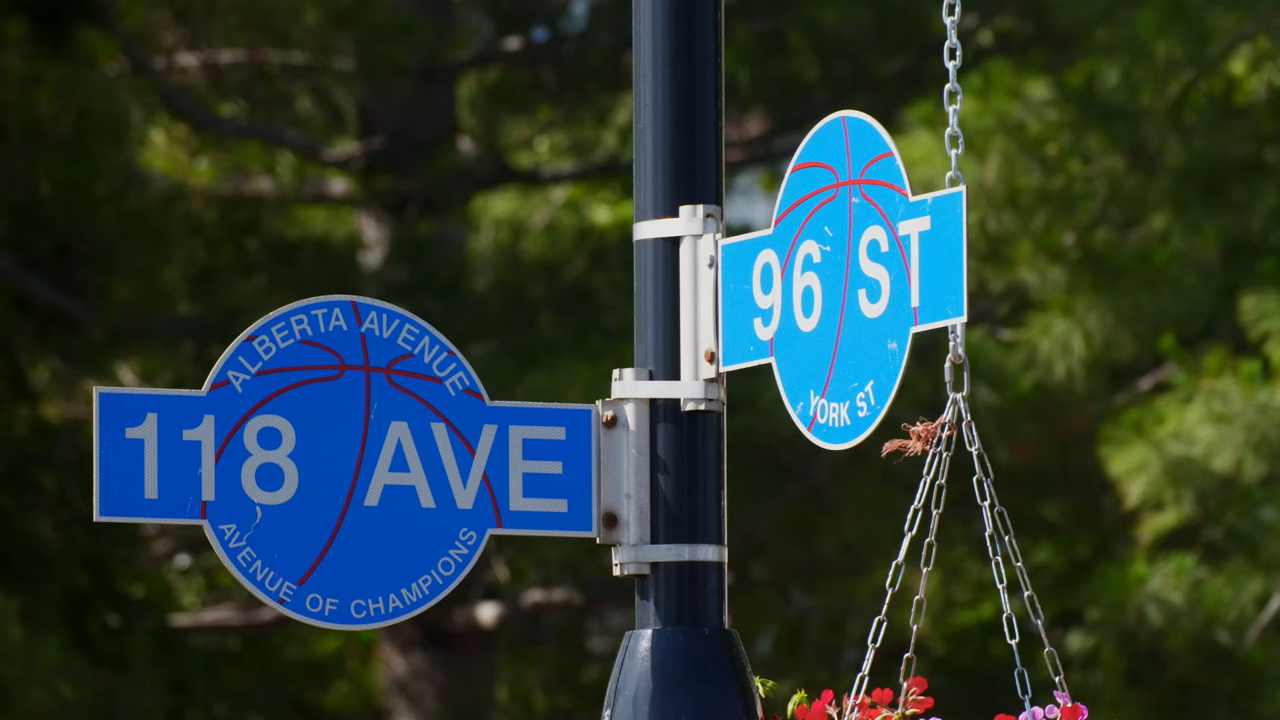 ALBERTA AVENUE
118 AVE
AVENUE OF CHAMPIONS
96 ST
YORK ST